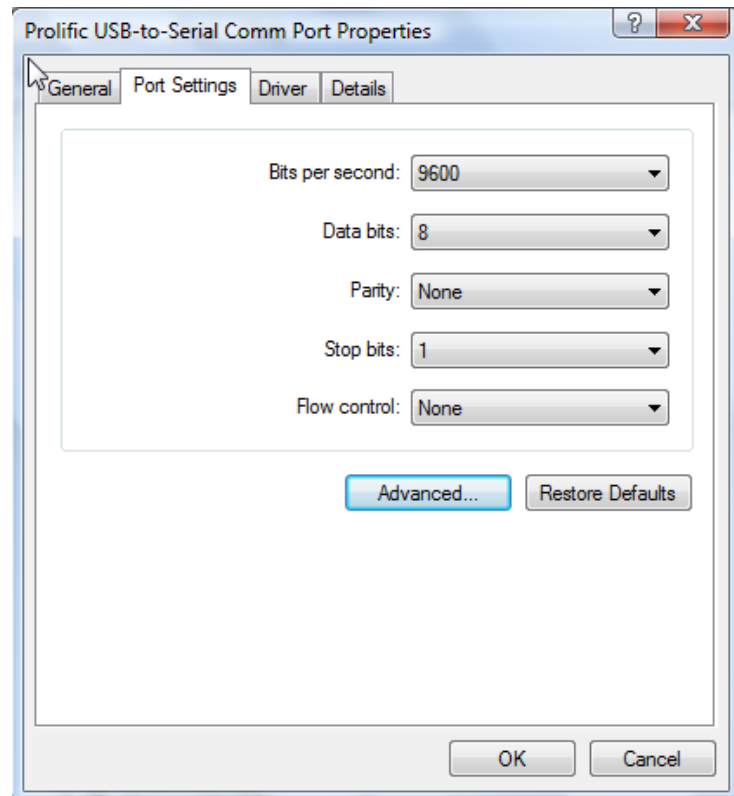 Prolific USB-to-Serial Comm Port Properties ? X
General Port Settings Driver Details
Bits per second: 9600
Data bits: 8
Parity: None
Stop bits: 1
Flow control: None
Advanced... Restore Defaults
OK Cancel